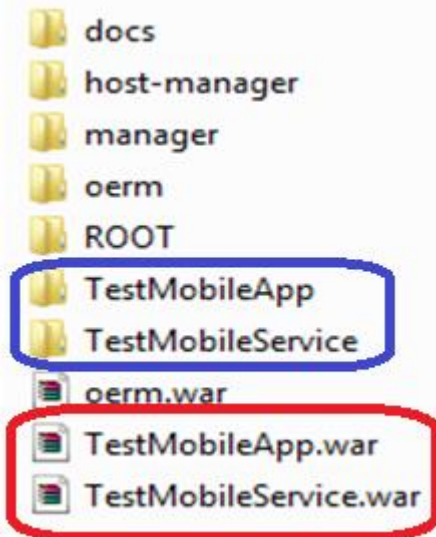 docs
host-manager
manager
oerm
ROOT
TestMobileApp
TestMobileService
oerm.war
TestMobileApp.war
TestMobileService.war